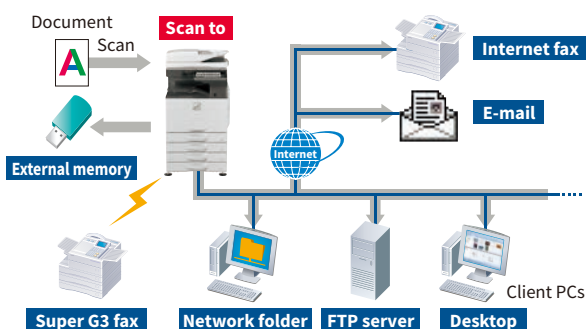 Document
Scan to
A
Scan
Internet fax
E-mail
Internet
External memory
Client PCs
Super G3 fax
Network folder
FTP server
Desktop